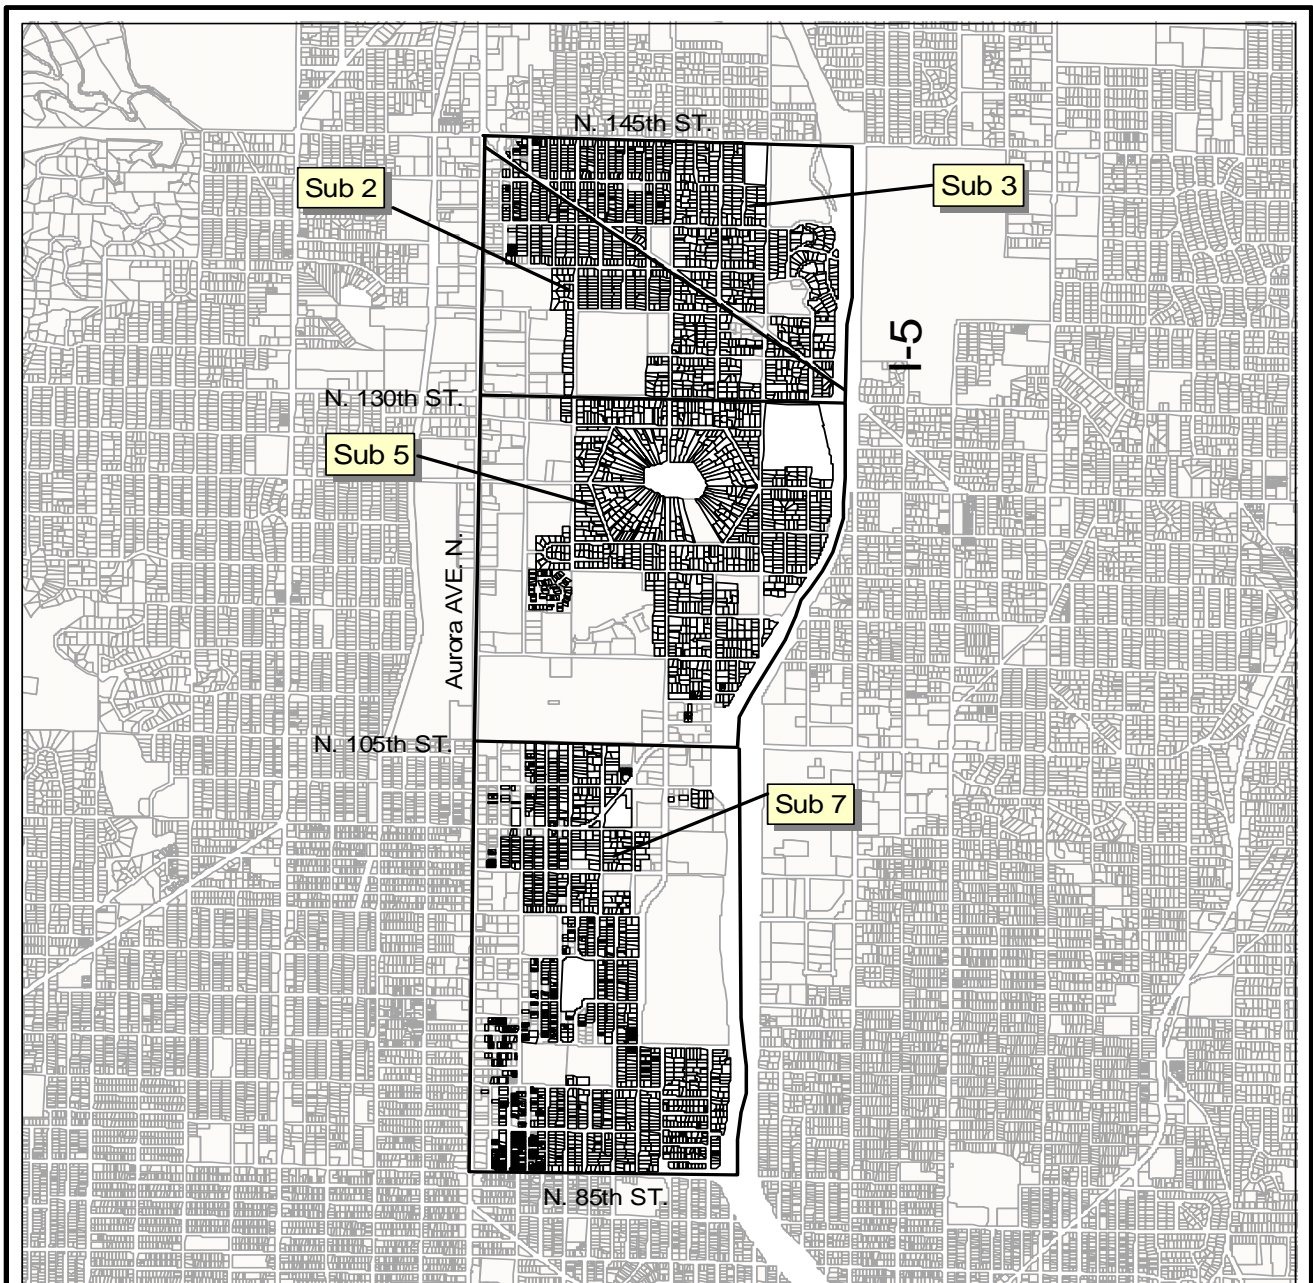 N. 145th ST.
Sub 2
Sub 3
I-5
N. 130th ST.
Sub 5
Aurora AVE. N.
N. 105th ST.
Sub 7
N. 85th ST.